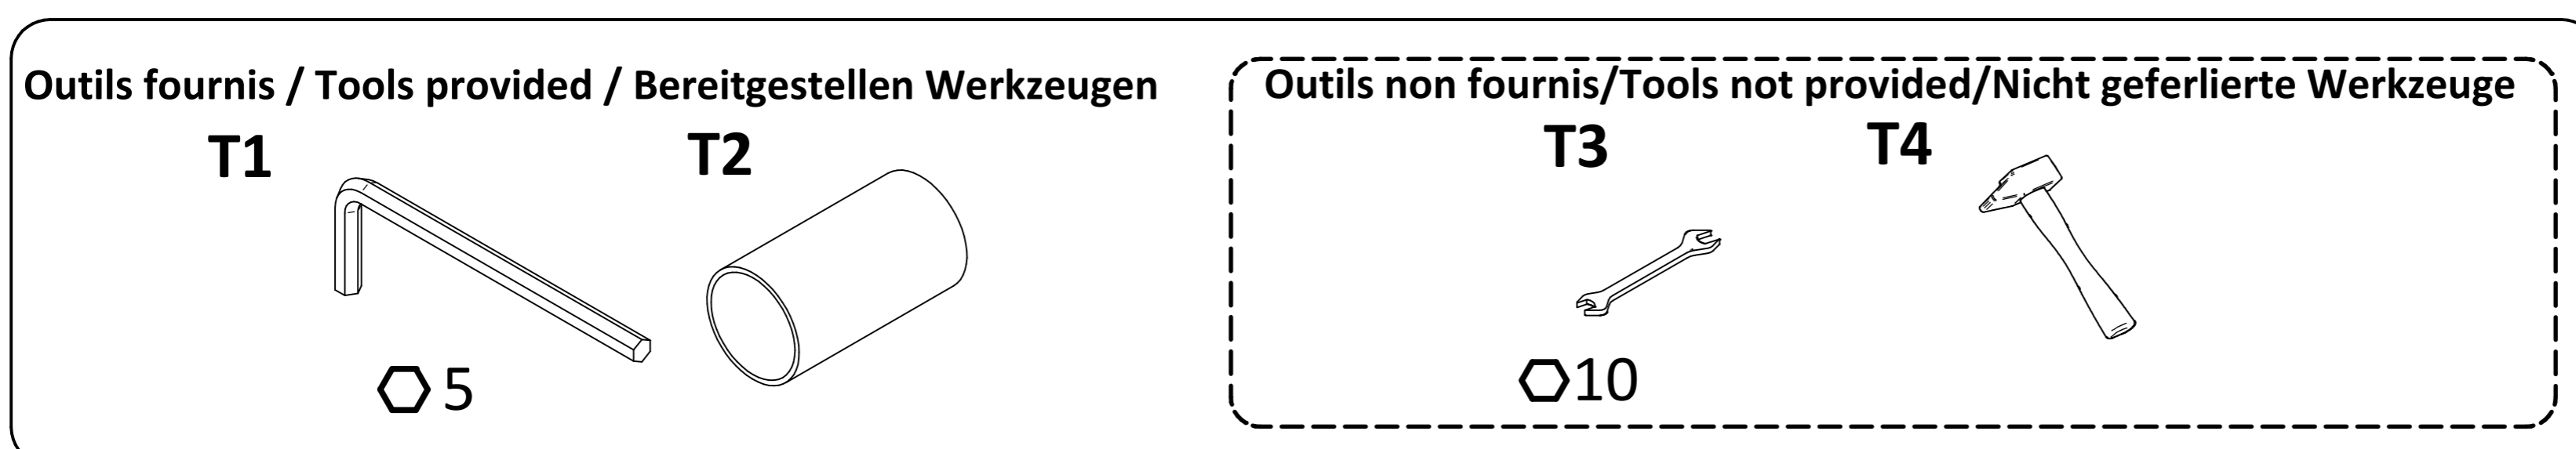 Outils fournis / Tools provided / Bereitgestellen Werkzeugen
T1
T2
5
Outils non fournis/Tools not provided/Nicht geferlierte Werkzeuge
T3
T4
10